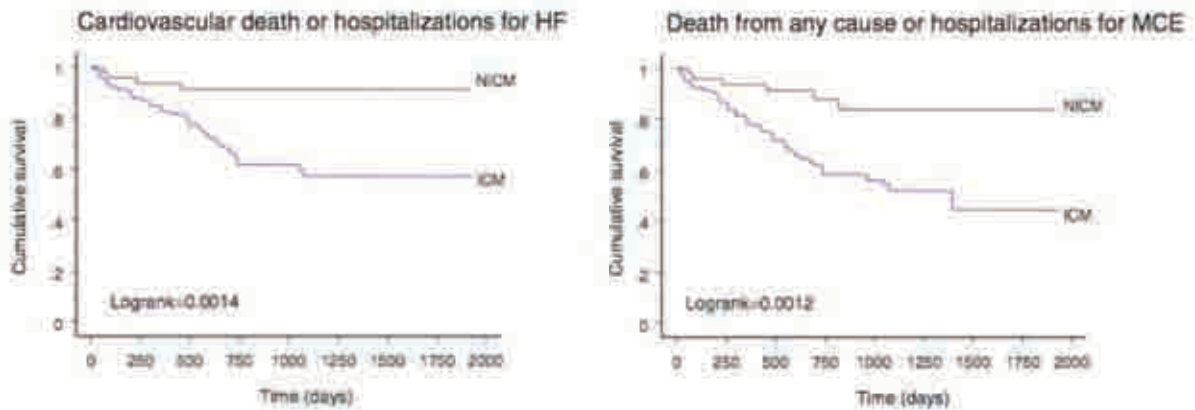 Cardiovascular death or hospitalizations for HF
1
.8
.6
.4
.2
0
Cumulative survival
NICM
ICM
Logrank=0.0014
0 250 500 750 1000 1250 1500 1750 2000
Time (days)
Death from any cause or hospitalizations for MCE
1
.8
.6
.4
.2
0
Cumulative survival
NICM
ICM
Logrank=0.0012
0 250 500 750 1000 1250 1500 1750 2000
Time (days)